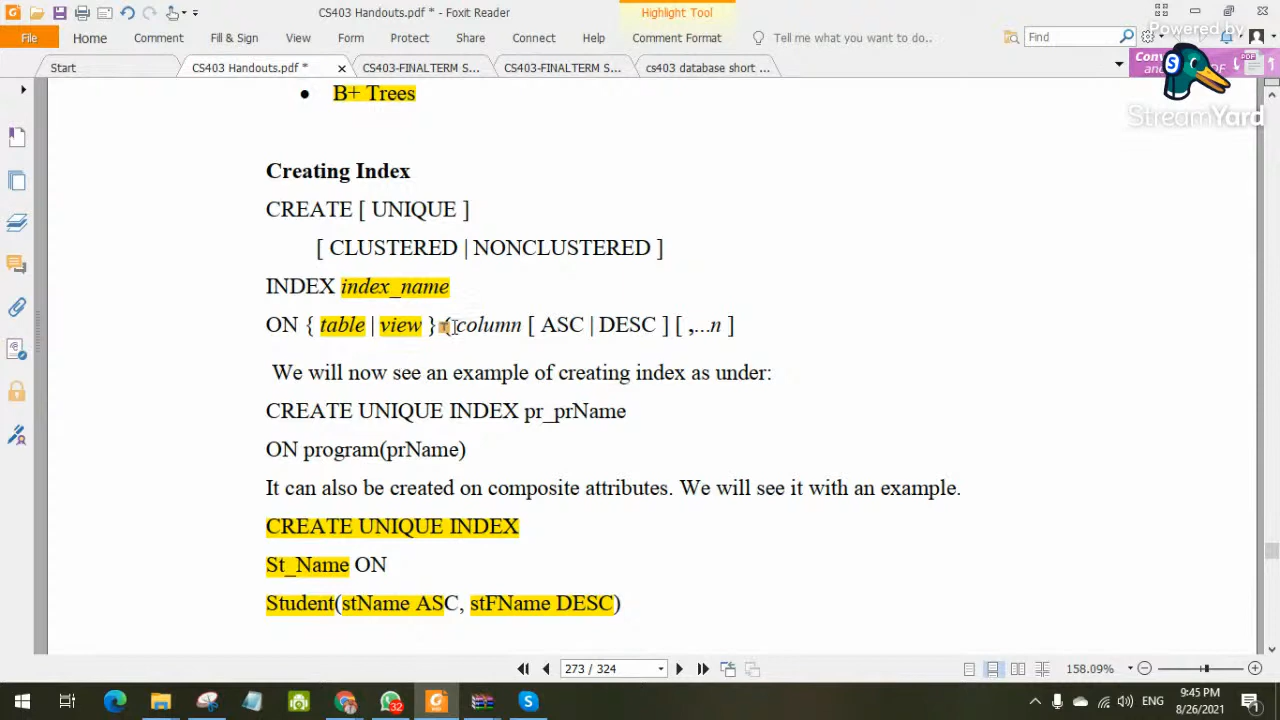 CS403 Handouts.pdf * - Foxit Reader
Highlight Tool
File Home Comment Fill & Sign View Form Protect Share Connect Help Comment Format Tell me what you want to do.. Find
Powered by
StreamYard
Start CS403 Handouts.pdf * CS403-FINALTERM S... CS403-FINALTERM S... cs403 database short ...
• B+ Trees
Creating Index
CREATE [ UNIQUE ]
[ CLUSTERED | NONCLUSTERED ]
INDEX index_name
ON { table | view } ( column [ ASC | DESC ] [ ,...n ]
We will now see an example of creating index as under:
CREATE UNIQUE INDEX pr_prName
ON program(prName)
It can also be created on composite attributes. We will see it with an example.
CREATE UNIQUE INDEX
St_Name ON
Student(stName ASC, stFName DESC)
273 / 324
158.09%
32
ENG
9:45 PM
8/26/2021